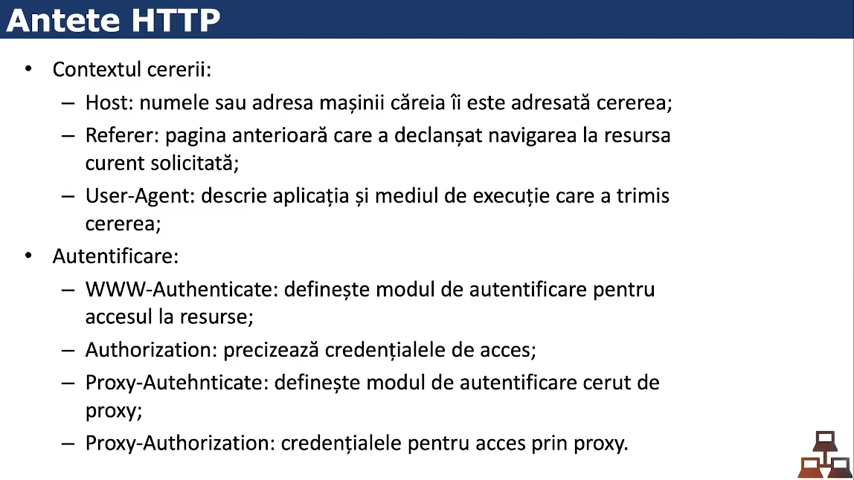 Antete HTTP
• Contextul cererii:
– Host: numele sau adresa mașinii căreia îi este adresată cererea;
– Referer: pagina anterioară care a declanșat navigarea la resursa
curent solicitată;
– User-Agent: descrie aplicația și mediul de execuție care a trimis
cererea;
• Autentificare:
– WWW-Authenticate: definește modul de autentificare pentru
accesul la resurse;
– Authorization: precizează credențialele de acces;
– Proxy-Autehnticate: definește modul de autentificare cerut de
proxy;
– Proxy-Authorization: credențialele pentru acces prin proxy.